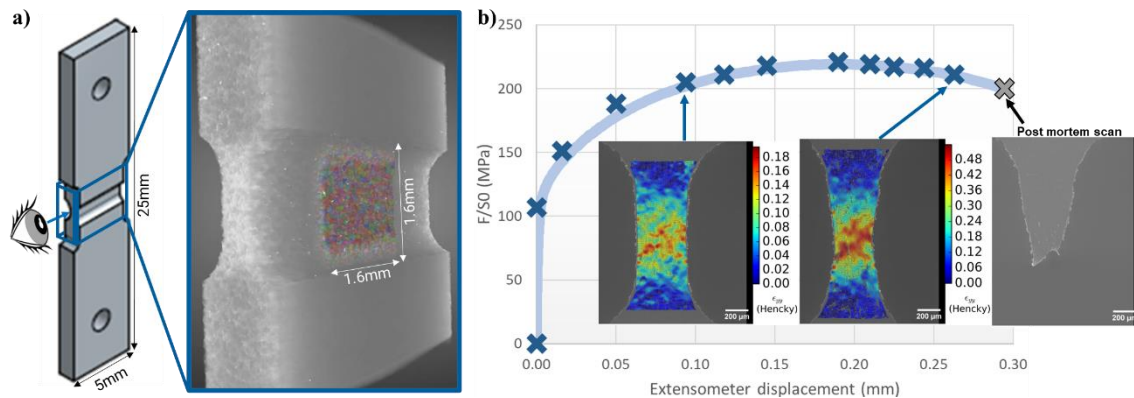 a)
25mm
5mm
1.6mm
1.6mm
b)
250
200
150
100
50
0
F/S0 (MPa)
0.00
0.05
0.10
0.15
0.20
0.25
0.30
Extensometer displacement (mm)
Post mortem scan
0.18
0.16
0.14
0.12
0.10
0.08
0.06
0.04
0.02
0.00
(Hencky)
200 μm
0.48
0.42
0.36
0.30
0.24
0.18
0.12
0.06
0.00
(Hencky)
200 μm
200 μm